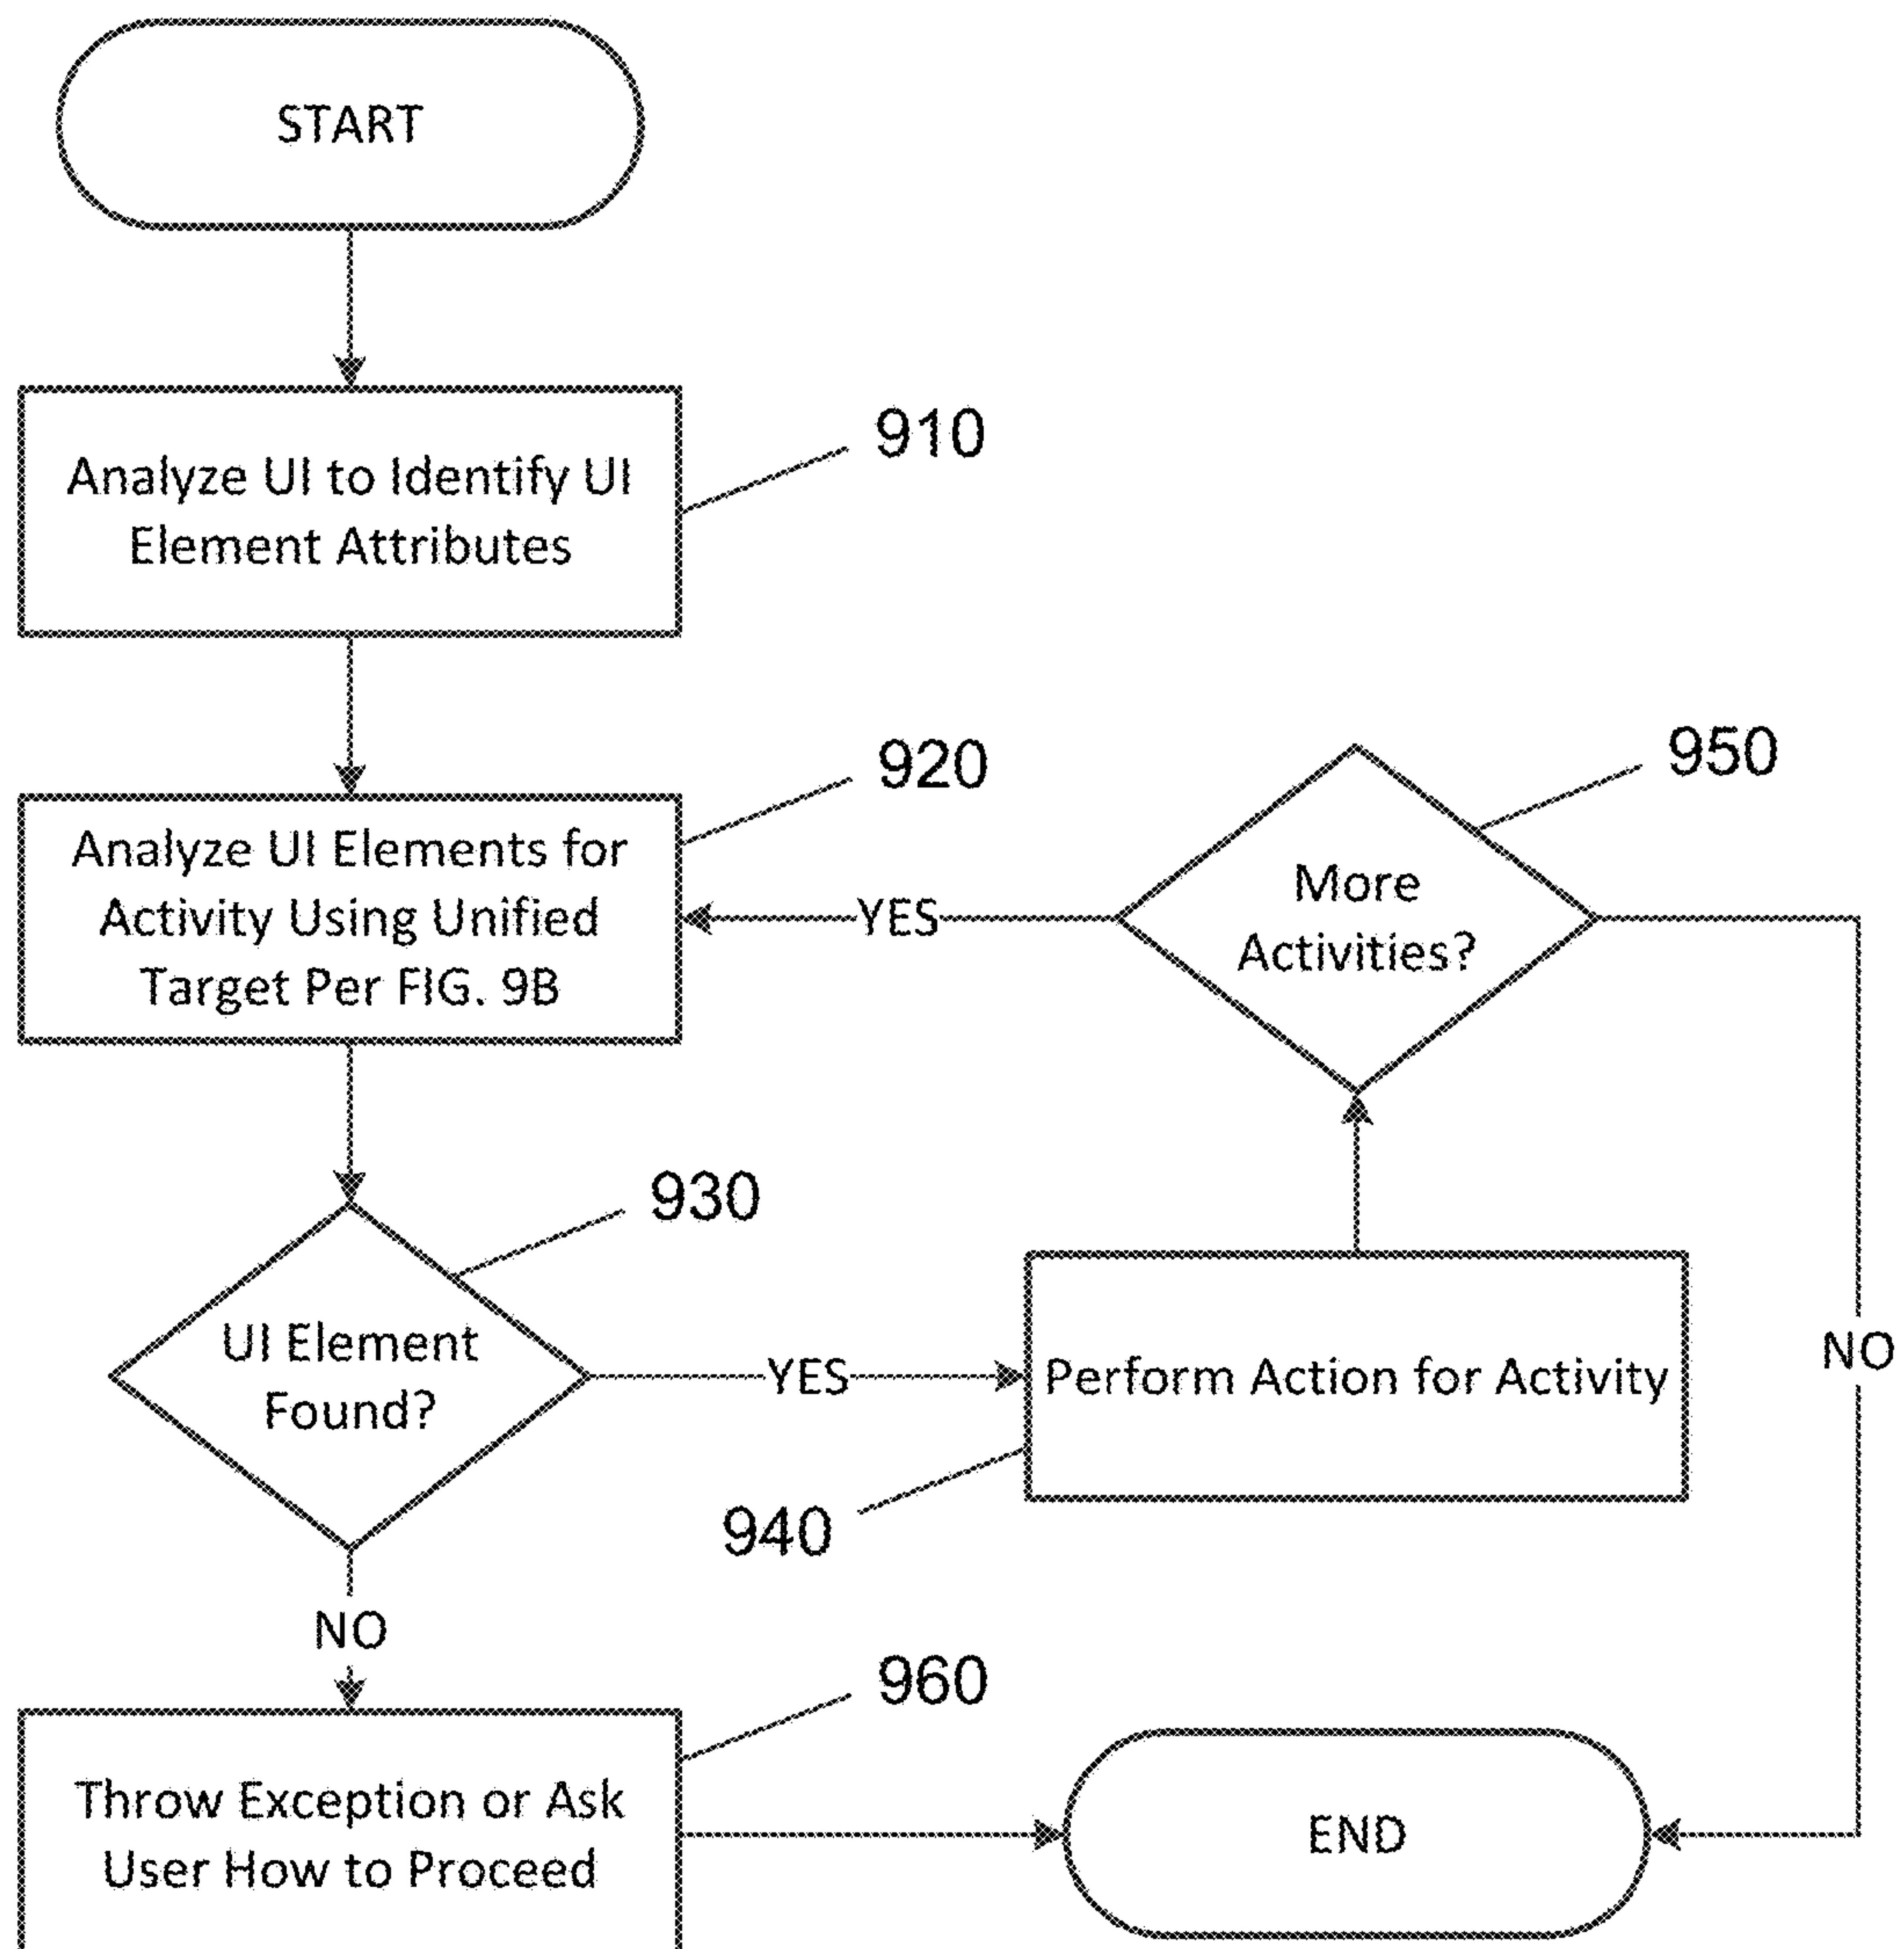 START
Analyze UI to Identify UI
Element Attributes
910
Analyze UI Elements for
Activity Using Unified
Target Per FIG. 9B
920
YES
More
Activities?
950
UI Element
Found?
930
YES
Perform Action for Activity
940
NO
NO
Throw Exception or Ask
User How to Proceed
960
END